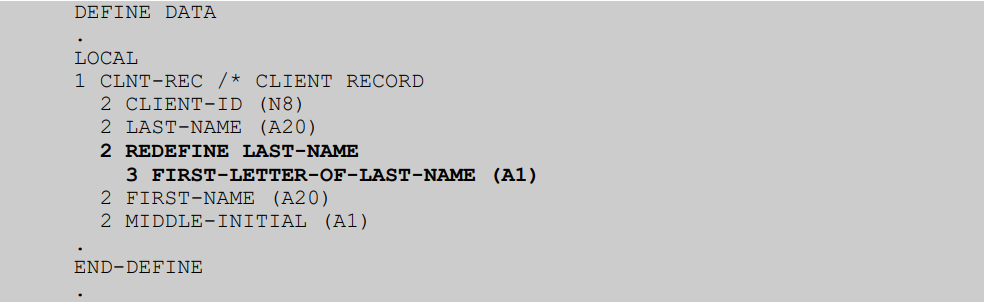 DEFINE DATA
.
LOCAL
1 CLNT-REC /* CLIENT RECORD
2 CLIENT-ID (N8)
2 LAST-NAME (A20)
2 REDEFINE LAST-NAME
3 FIRST-LETTER-OF-LAST-NAME (A1)
2 FIRST-NAME (A20)
2 MIDDLE-INITIAL (A1)
.
END-DEFINE
.